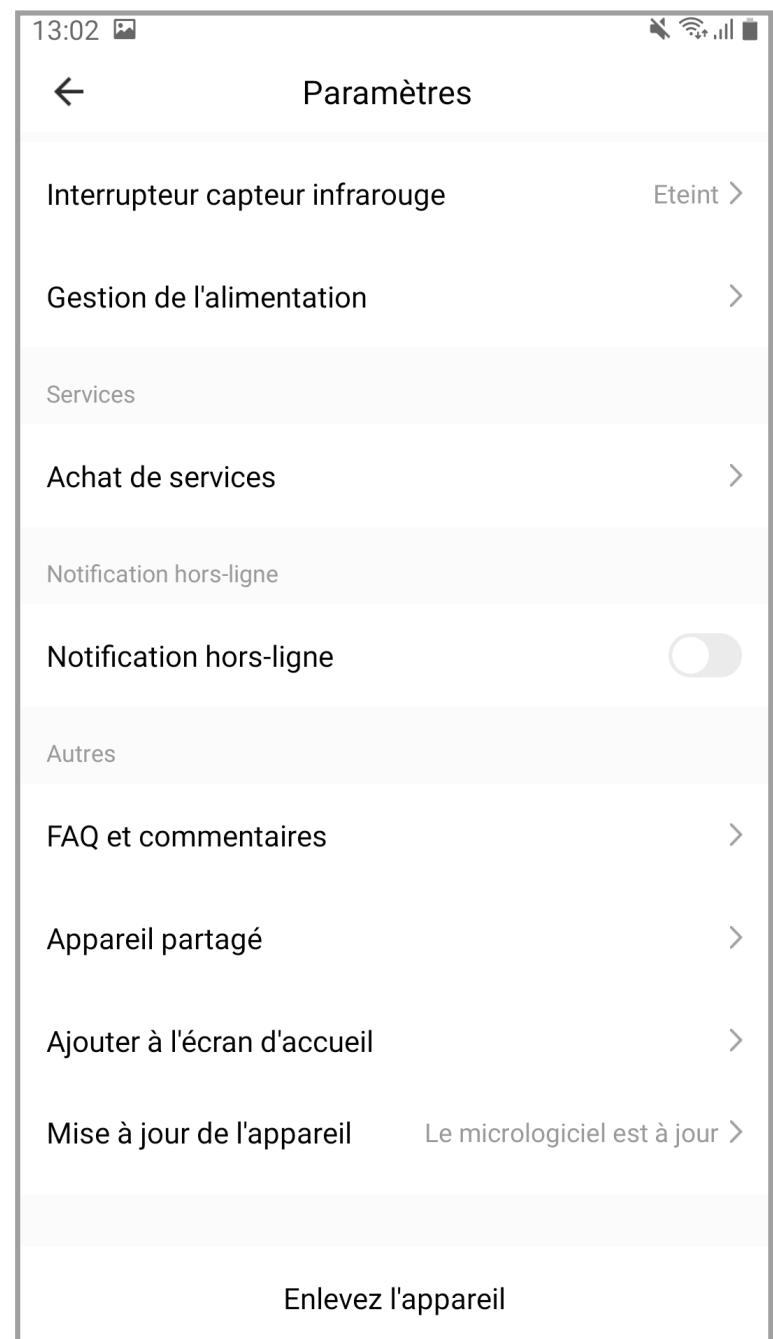 13:02
Paramètres
Interrupteur capteur infrarouge Eteint
Gestion de l'alimentation
Services
Achat de services
Notification hors-ligne
Notification hors-ligne
Autres
FAQ et commentaires
Appareil partagé
Ajouter à l'écran d'accueil
Mise à jour de l'appareil Le micrologiciel est à jour
Enlevez l'appareil